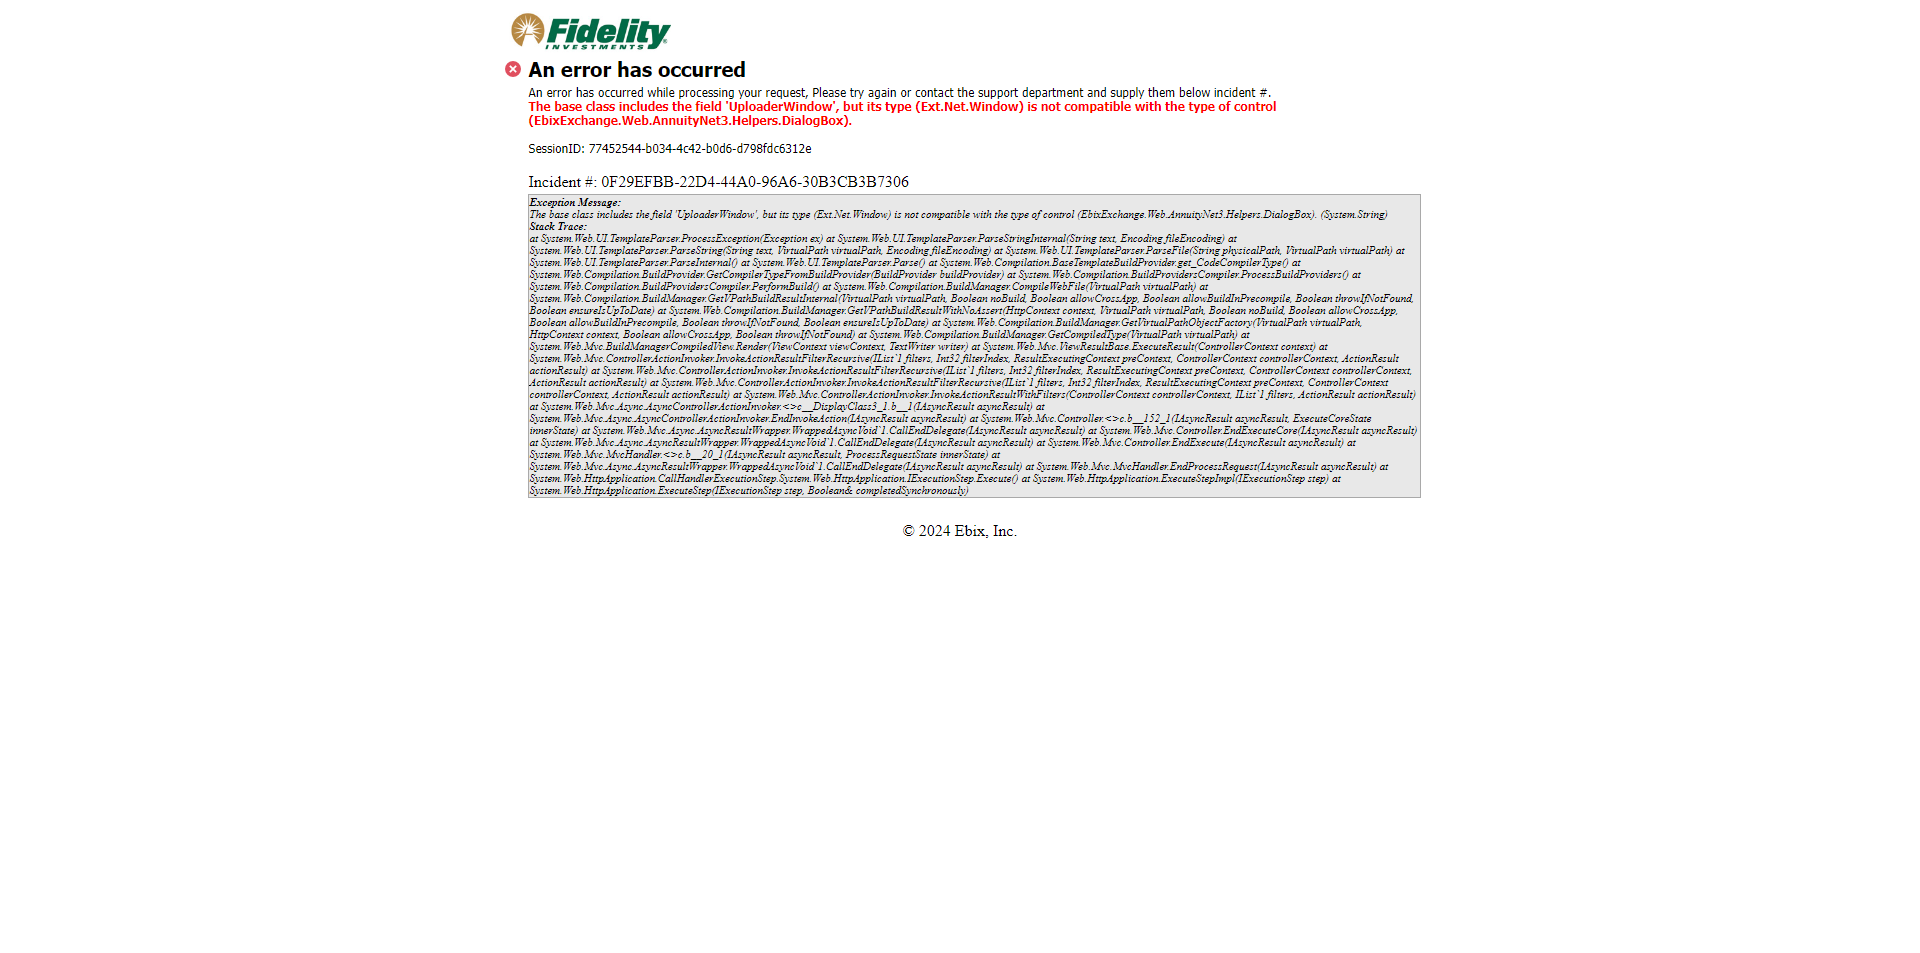 Fidelity
INVESTMENTS
An error has occurred
An error has occurred while processing your request, Please try again or contact the support department and supply them below incident #.
The base class includes the field 'UploaderWindow', but its type (Ext.Net.Window) is not compatible with the type of control
(EbixExchange.Web.AnnuityNet3.Helpers.DialogBox).
SessionID: 77452544-b034-4c42-b0d6-d798fdc6312e
Incident #: 0F29EFBB-22D4-44A0-96A6-30B3CB3B7306
Exception Message:
The base class includes the field 'UploaderWindow', but its type (Ext.Net.Window) is not compatible with the type of control (EbixExchange.Web.AnnuityNet3.Helpers.DialogBox). (System.String)
Stack Trace:
at System.Web.UI.TemplateParser.ProcessException(Exception ex) at System.Web.UI.TemplateParser.ParseStringInternal(String text, Encoding fileEncoding) at
System.Web.UI.TemplateParser.ParseString(String text, VirtualPath virtualPath, Encoding fileEncoding) at System.Web.UI.TemplateParser.ParseFile(String physicalPath, VirtualPath virtualPath) at
System.Web.UI.TemplateParser.ParseInternal() at System.Web.UI.TemplateParser.Parse() at System.Web.Compilation.BaseTemplateBuildProvider.get_CodeCompilerType() at
System.Web.Compilation.BuildProvider.GetCompilerTypeFromBuildProvider(BuildProvider buildProvider) at System.Web.Compilation.BuildProvidersCompiler.ProcessBuildProviders() at
System.Web.Compilation.BuildProvidersCompiler.PerformBuild() at System.Web.Compilation.BuildManager.CompileWebFile(VirtualPath virtualPath) at
System.Web.Compilation.BuildManager.GetVPathBuildResultInternal(VirtualPath virtualPath, Boolean noBuild, Boolean allowCrossApp, Boolean allowBuildInPrecompile, Boolean throwIfNotFound,
Boolean ensureIsUpToDate) at System.Web.Compilation.BuildManager.GetVPathBuildResultWithNoAssert(HttpContext context, VirtualPath virtualPath, Boolean noBuild, Boolean allowCrossApp,
Boolean allowBuildInPrecompile, Boolean throwIfNotFound, Boolean ensureIsUpToDate) at System.Web.Compilation.BuildManager.GetVirtualPathObjectFactory(VirtualPath virtualPath,
HttpContext context, Boolean allowCrossApp, Boolean throwIfNotFound) at System.Web.Compilation.BuildManager.GetCompiledType(VirtualPath virtualPath) at
System.Web.Mvc.BuildManagerCompiledView.Render(ViewContext viewContext, TextWriter writer) at System.Web.Mvc.ViewResultBase.ExecuteResult(ControllerContext context) at
System.Web.Mvc.ControllerActionInvoker.InvokeActionResultFilterRecursive(IList`1 filters, Int32 filterIndex, ResultExecutingContext preContext, ControllerContext controllerContext, ActionResult
actionResult) at System.Web.Mvc.ControllerActionInvoker.InvokeActionResultFilterRecursive(IList`1 filters, Int32 filterIndex, ResultExecutingContext preContext, ControllerContext controllerContext,
ActionResult actionResult) at System.Web.Mvc.ControllerActionInvoker.InvokeActionResultFilterRecursive(IList`1 filters, Int32 filterIndex, ResultExecutingContext preContext, ControllerContext
controllerContext, ActionResult actionResult) at System.Web.Mvc.ControllerActionInvoker.InvokeActionResultWithFilters(ControllerContext controllerContext, IList`1 filters, ActionResult actionResult)
at System.Web.Mvc.Async.AsyncControllerActionInvoker.<>c__DisplayClass3_1.b__1(IAsyncResult asyncResult) at
System.Web.Mvc.Async.AsyncControllerActionInvoker.EndInvokeAction(IAsyncResult asyncResult) at System.Web.Mvc.Controller.<>c.b__152_1(IAsyncResult asyncResult, ExecuteCoreState
innerState) at System.Web.Mvc.Async.AsyncResultWrapper.WrappedAsyncVoid`1.CallEndDelegate(IAsyncResult asyncResult) at System.Web.Mvc.Controller.EndExecuteCore(IAsyncResult asyncResult)
at System.Web.Mvc.Async.AsyncResultWrapper.WrappedAsyncVoid`1.CallEndDelegate(IAsyncResult asyncResult) at System.Web.Mvc.Controller.EndExecute(IAsyncResult asyncResult) at
System.Web.Mvc.MvcHandler.<>c.b__20_1(IAsyncResult asyncResult, ProcessRequestState innerState) at
System.Web.Mvc.Async.AsyncResultWrapper.WrappedAsyncVoid`1.CallEndDelegate(IAsyncResult asyncResult) at System.Web.Mvc.MvcHandler.EndProcessRequest(IAsyncResult asyncResult) at
System.Web.HttpApplication.CallHandlerExecutionStep.System.Web.HttpApplication.IExecutionStep.Execute() at System.Web.HttpApplication.ExecuteStepImpl(IExecutionStep step) at
System.Web.HttpApplication.ExecuteStep(IExecutionStep step, Boolean& completedSynchronously)
© 2024 Ebix, Inc.